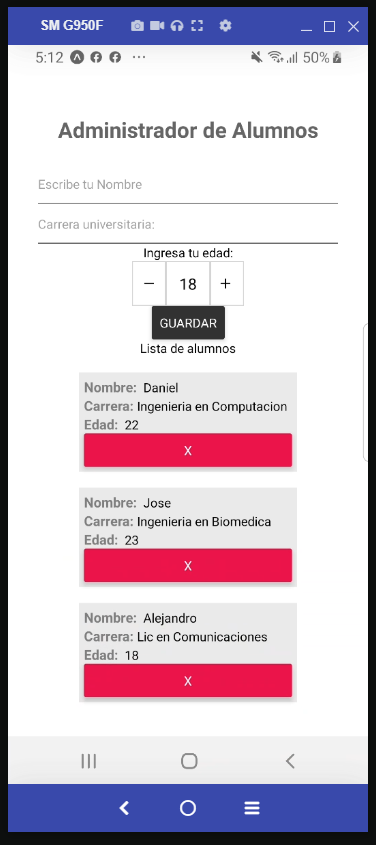 SM G950F
5:12 ··· 50%
Administrador de Alumnos
Escribe tu Nombre
Carrera universitaria:
Ingresa tu edad:
− 18 +
GUARDAR
Lista de alumnos
Nombre: Daniel
Carrera: Ingenieria en Computacion
Edad: 22
X
Nombre: Jose
Carrera: Ingenieria en Biomedica
Edad: 23
X
Nombre: Alejandro
Carrera: Lic en Comunicaciones
Edad: 18
X